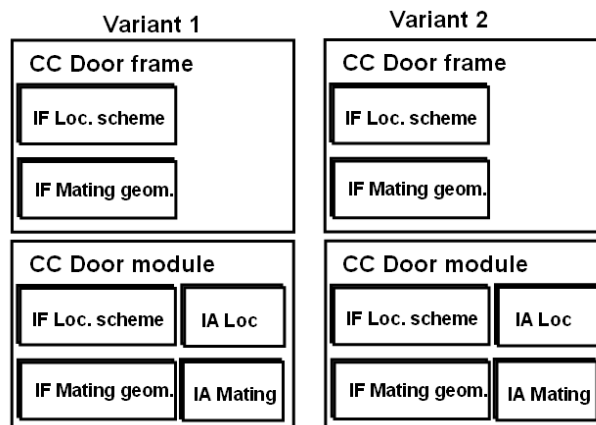 Variant 1
CC Door frame
IF Loc. scheme
IF Mating geom.
CC Door module
IF Loc. scheme IA Loc
IF Mating geom. IA Mating
Variant 2
CC Door frame
IF Loc. scheme
IF Mating geom.
CC Door module
IF Loc. scheme IA Loc
IF Mating geom. IA Mating